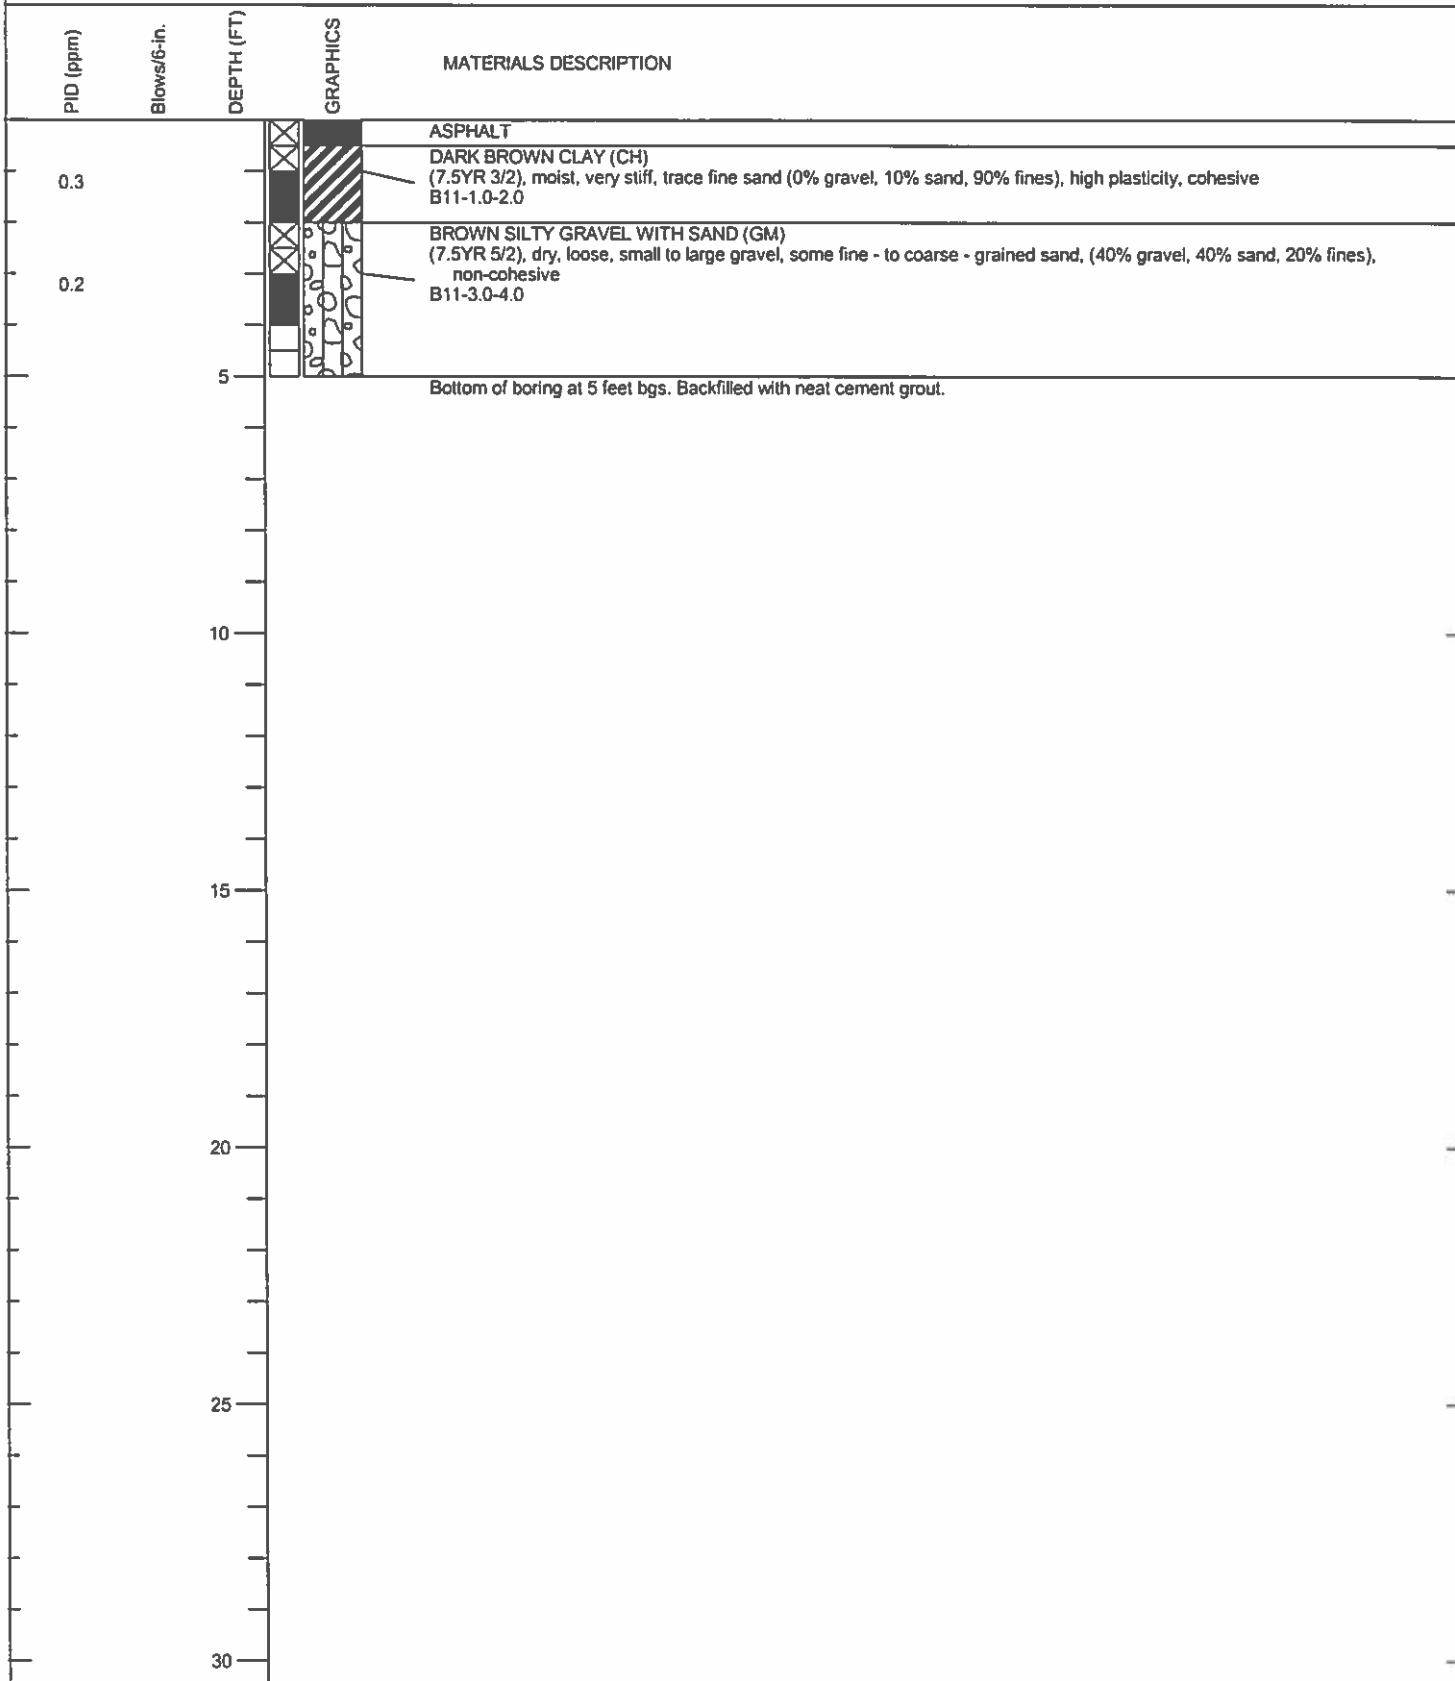 PID (ppm)
Blows/6-in.
DEPTH (FT)
GRAPHICS
MATERIALS DESCRIPTION
ASPHALT
DARK BROWN CLAY (CH)
0.3
(7.5YR 3/2), moist, very stiff, trace fine sand (0% gravel, 10% sand, 90% fines), high plasticity, cohesive
B11-1.0-2.0
BROWN SILTY GRAVEL WITH SAND (GM)
(7.5YR 5/2), dry, loose, small to large gravel, some fine - to coarse - grained sand, (40% gravel, 40% sand, 20% fines),
non-cohesive
0.2
B11-3.0-4.0
5
Bottom of boring at 5 feet bgs. Backfilled with neat cement grout.
10
15
20
25
30